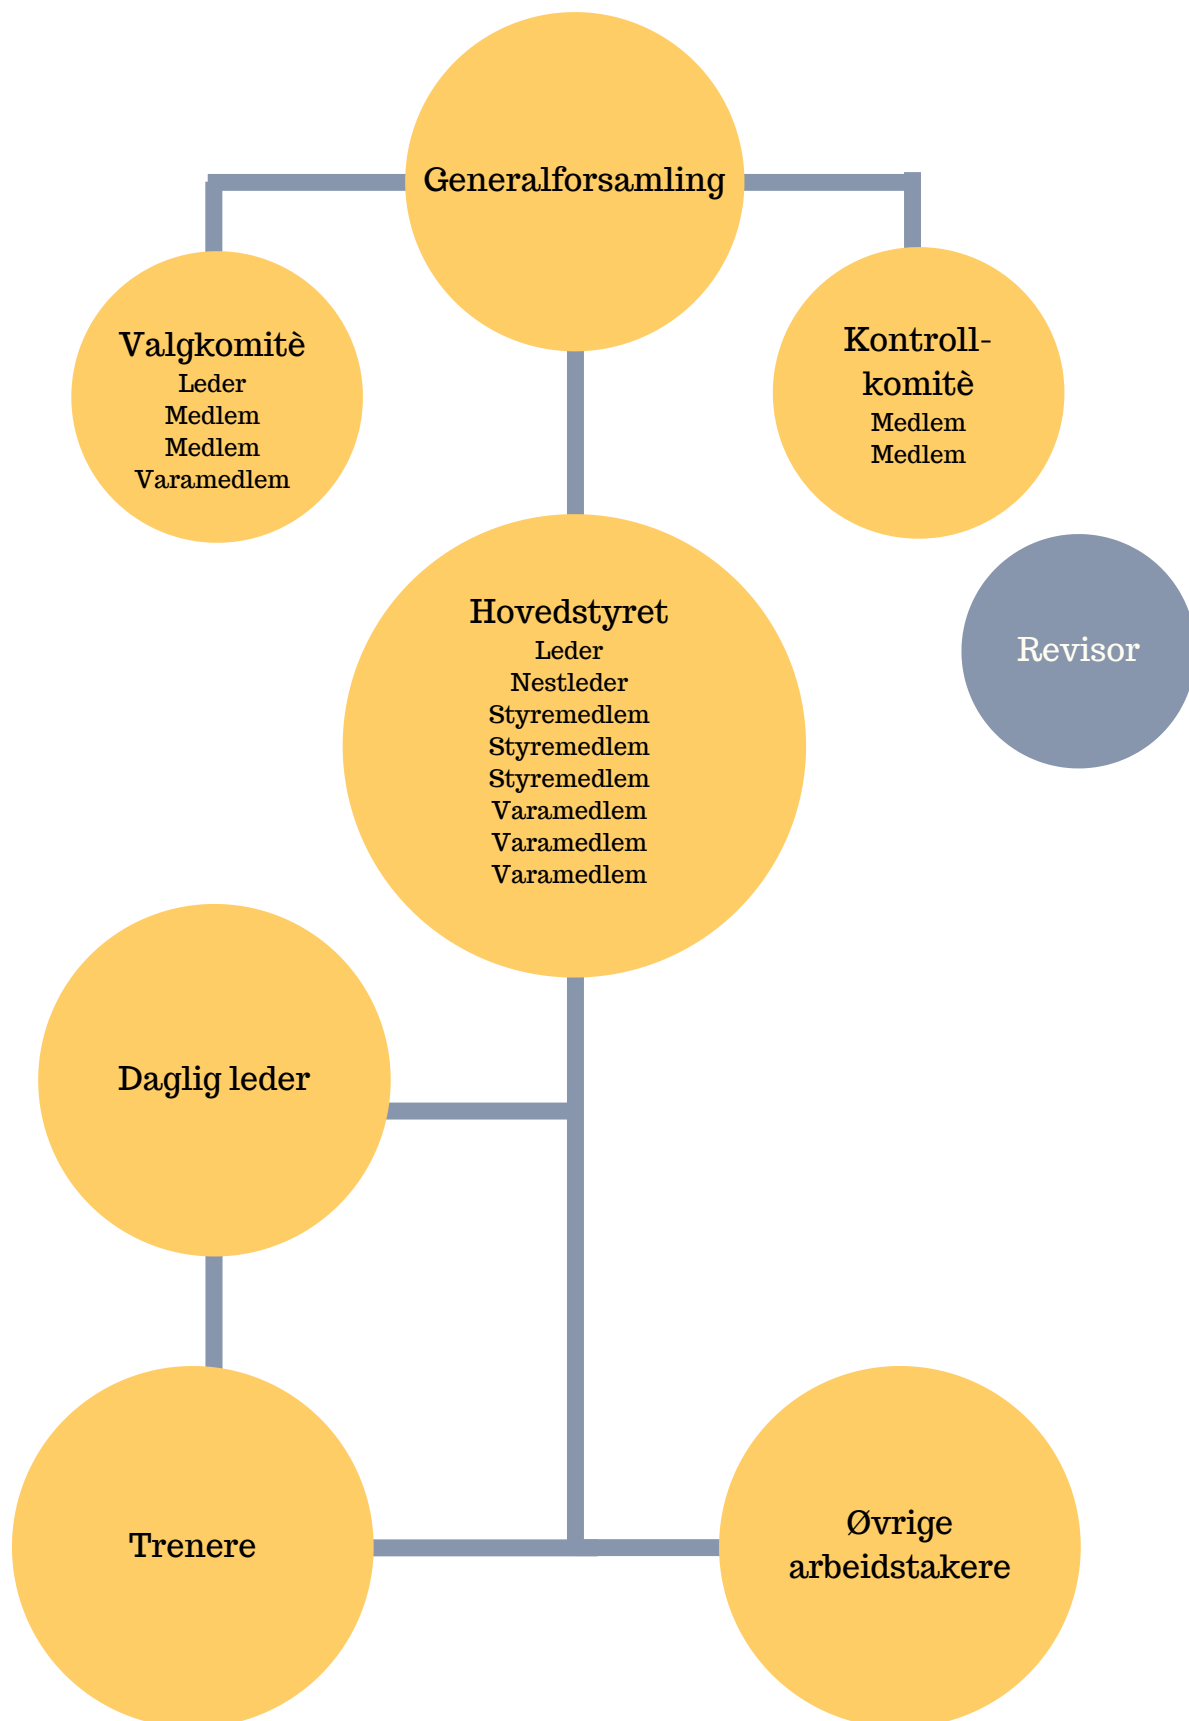 Generalforsamling
Valgkomitè
Leder
Medlem
Medlem
Varamedlem
Kontroll-
komitè
Medlem
Medlem
Hovedstyret
Leder
Nestleder
Styremedlem
Styremedlem
Styremedlem
Varamedlem
Varamedlem
Varamedlem
Revisor
Daglig leder
Trenere
Øvrige
arbeidstakere